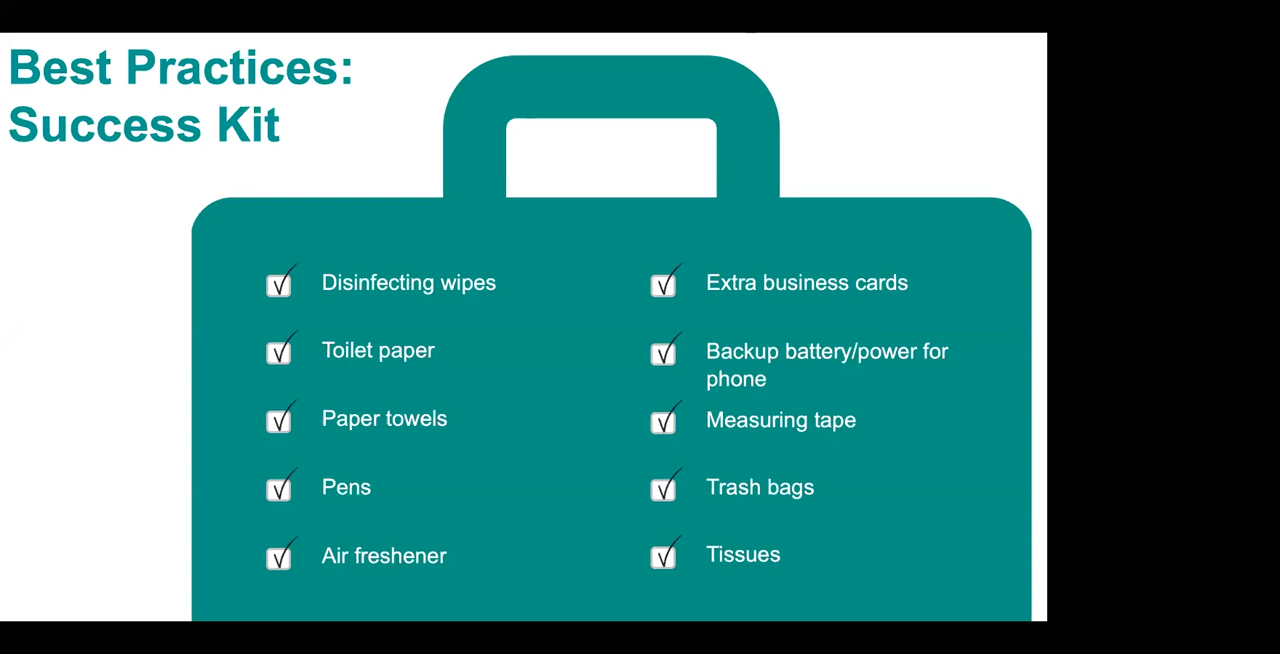 Best Practices:
Success Kit
Disinfecting wipes
Toilet paper
Paper towels
Pens
Air freshener
Extra business cards
Backup battery/power for
phone
Measuring tape
Trash bags
Tissues